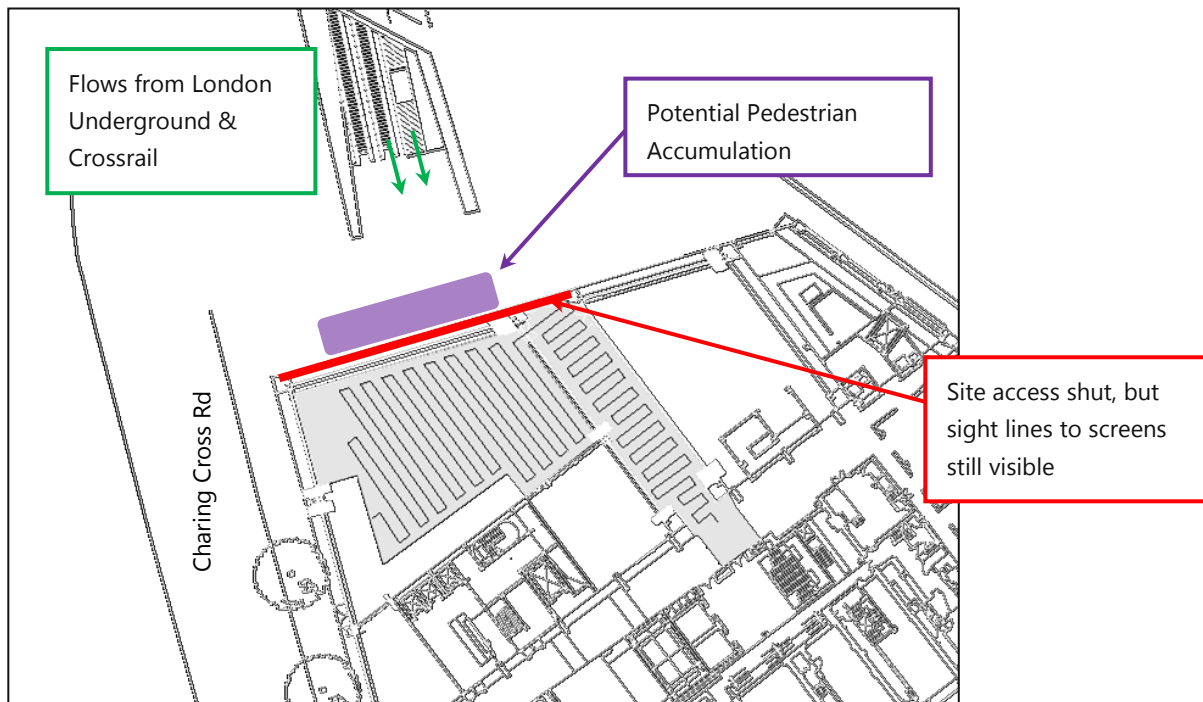 Flows from London
Underground &
Crossrail
Potential Pedestrian
Accumulation
Site access shut, but
sight lines to screens
still visible
Charing Cross Rd